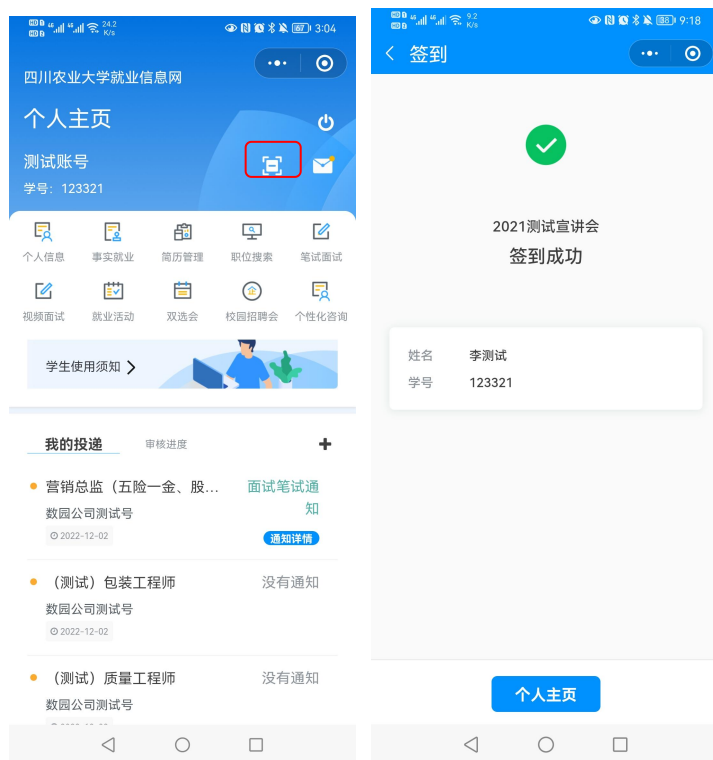 24.2
K/s
67
3:04
四川农业大学就业信息网
个人主页
测试账号
学号：123321
个人信息
事实就业
简历管理
职位搜索
笔试面试
视频面试
就业活动
双选会
校园招聘会
个性化咨询
学生使用须知
我的投递
审核进度
营销总监（五险一金、股...
面试笔试通
知
数园公司测试号
2022-12-02
通知详情
（测试）包装工程师
没有通知
数园公司测试号
2022-12-02
（测试）质量工程师
没有通知
数园公司测试号
9.2
K/s
88
9:18
签到
2021测试宣讲会
签到成功
姓名 李测试
学号 123321
个人主页